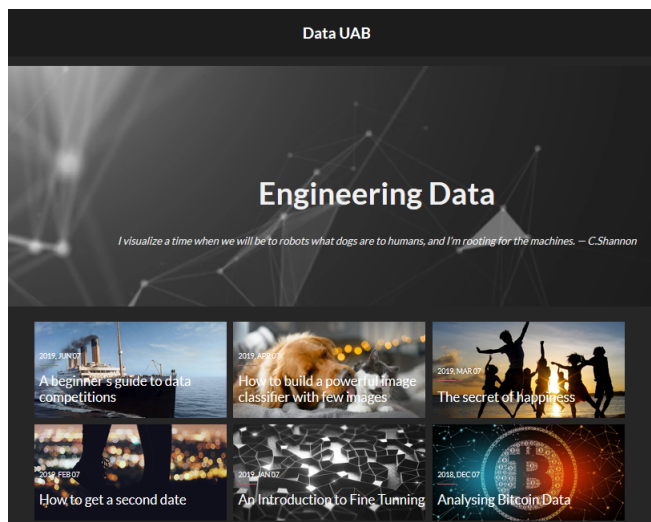 Data UAB
Engineering Data
I visualize a time when we will be to robots what dogs are to humans, and I'm rooting for the machines. — C.Shannon
2019, JUN 07
A beginner's guide to data
competitions
2019, APR 07
How to build a powerful image
classifier with few images
2019, MAR 07
The secret of happiness
2019, FEB 07
How to get a second date
2019, JAN 07
An Introduction to Fine Tunning
2018, DEC 07
Analysing Bitcoin Data